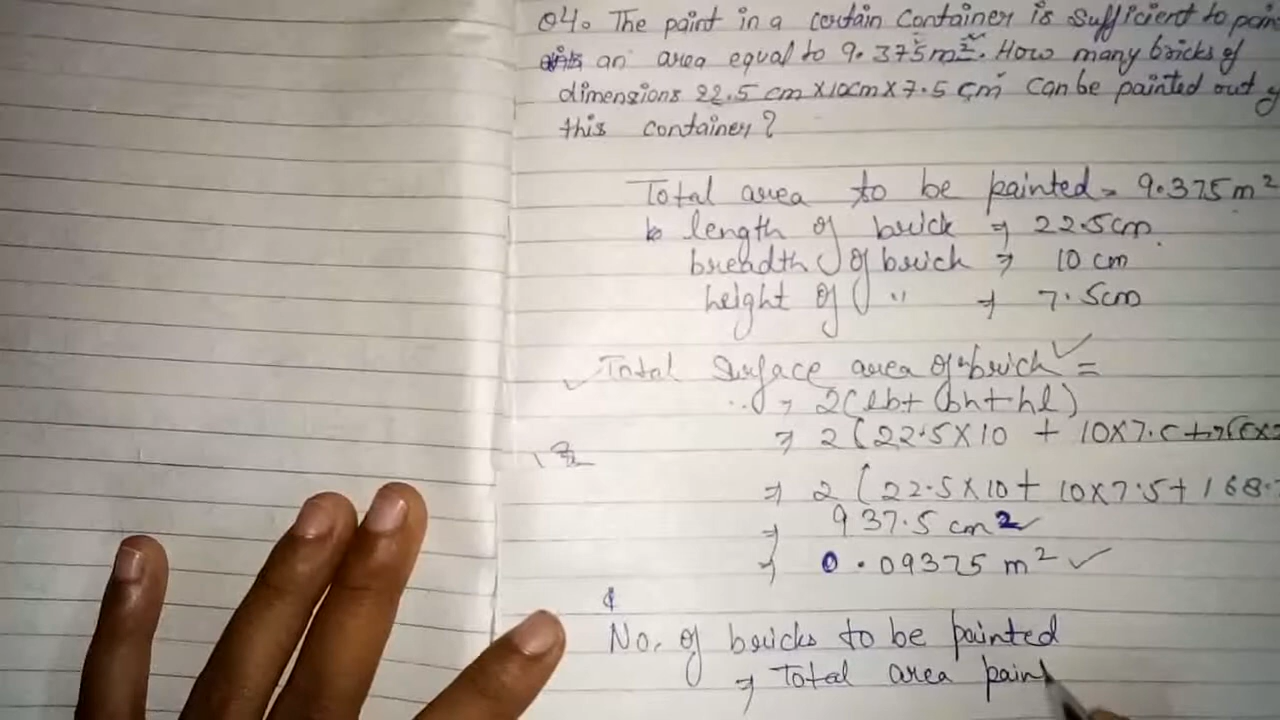 Q4. The paint in a certain container is sufficient to pain
an area equal to 9.375m². How many bricks of
dimensions 22.5 cm×10cm×7.5 cm can be painted out
this container?
Total area to be painted = 9.375 m²
length of brick ⇒ 22.5cm
breadth of brick ⇒ 10 cm
height of " ⇒ 7.5cm
Total surface area of brick =
⇒ 2(lb+bh+hl)
⇒ 2(22.5×10 + 10×7.5+
⇒ 2(22.5×10+10×7.5+168.
⇒ 937.5 cm2
⇒ 0.09375 m²
No. of bricks to be painted
⇒ Total area paint